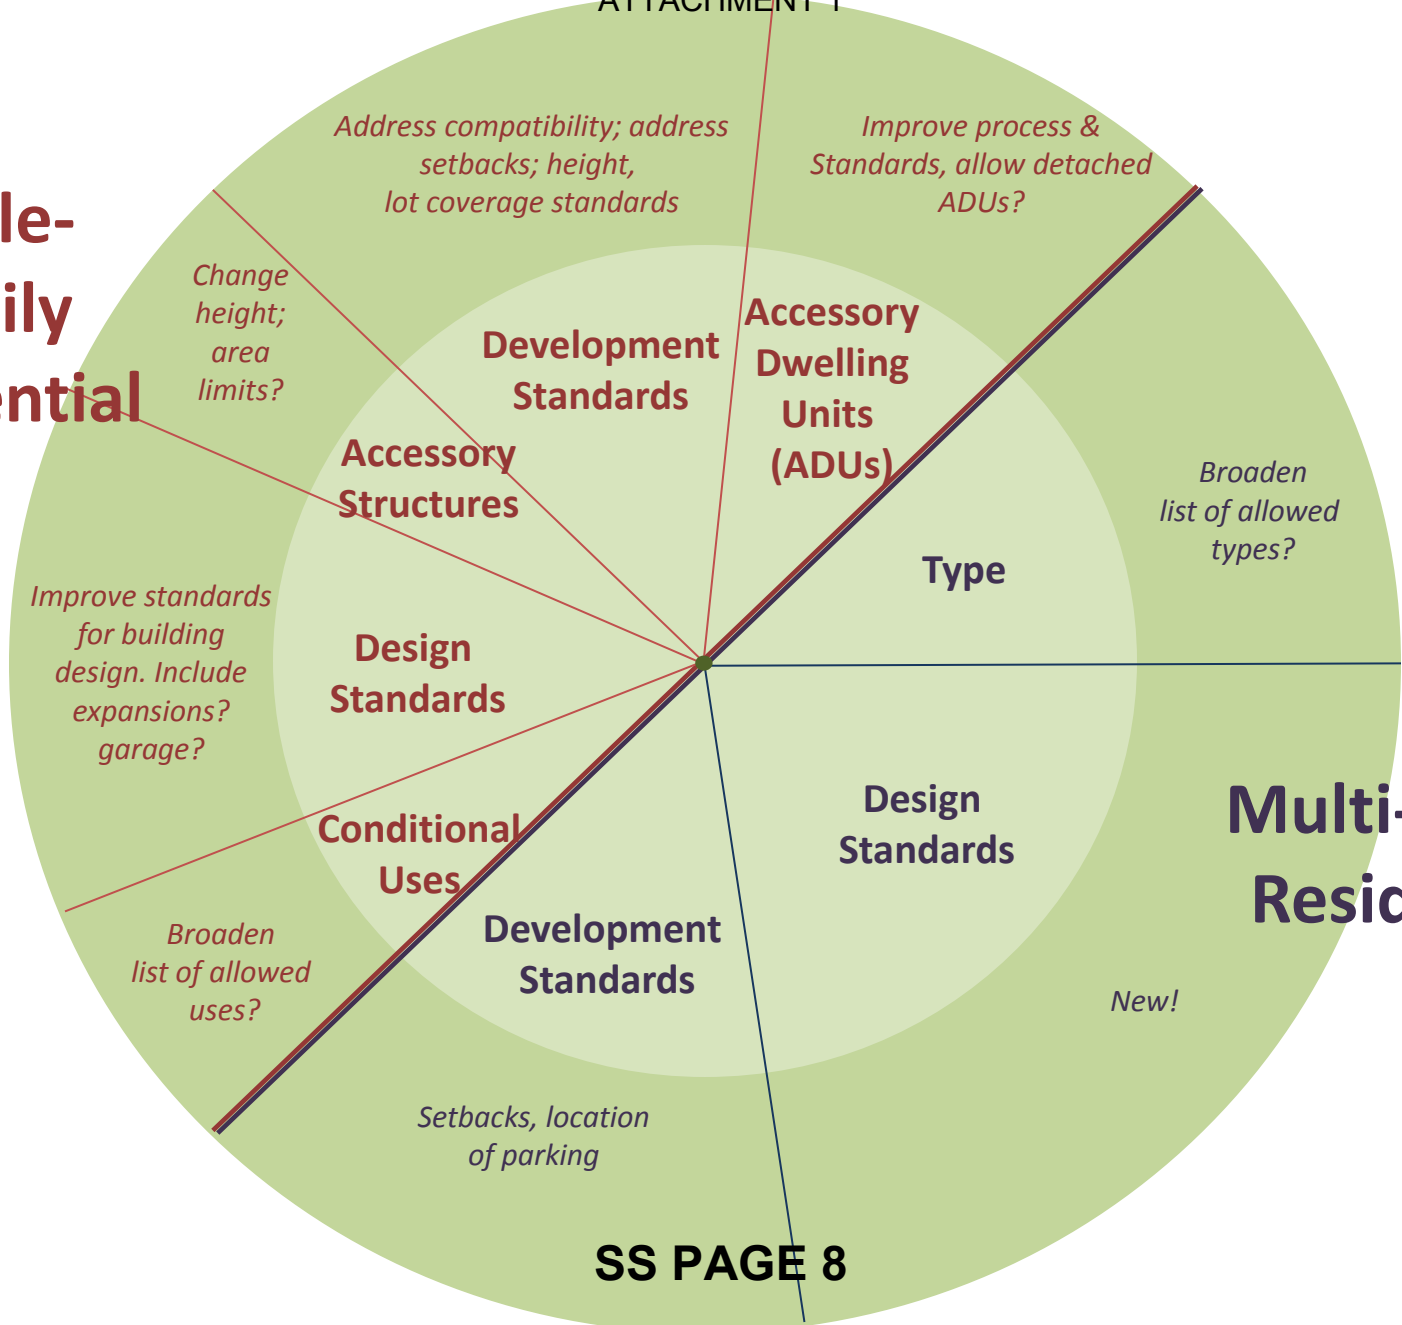 ATTACHMENT 1
Address compatibility; address
setbacks; height,
lot coverage standards
Improve process &
Standards, allow detached
ADUs?
le-
ily
ential
Change
height;
area
limits?
Development
Standards
Accessory
Dwelling
Units
(ADUs)
Accessory
Structures
Broaden
list of allowed
types?
Type
Improve standards
for building
design. Include
expansions?
garage?
Design
Standards
Design
Standards
Multi-
Resid
Conditional
Uses
Broaden
list of allowed
uses?
Development
Standards
New!
Setbacks, location
of parking
SS PAGE 8